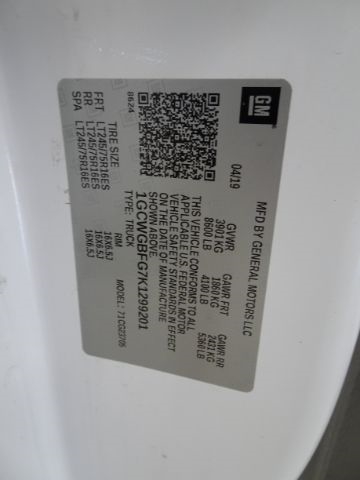 GM
MFD BY GENERAL MOTORS LLC
04/19
GVWR GAWR FRT GAWR RR
3901 KG 1860 KG 2431 KG
8600 LB 4100 LB 5360 LB
THIS VEHICLE CONFORMS TO ALL
APPLICABLE U.S. FEDERAL MOTOR
VEHICLE SAFETY STANDARDS IN EFFECT
ON THE DATE OF MANUFACTURE
SHOWN ABOVE.
1GCWGBFG7K1299201
TYPE: TRUCK MODEL: 71CG23705
8624
TIRE SIZE RIM
FRT LT245/75R16ES 16X6.5J
RR LT245/75R16ES 16X6.5J
SPA LT245/75R16ES 16X6.5J